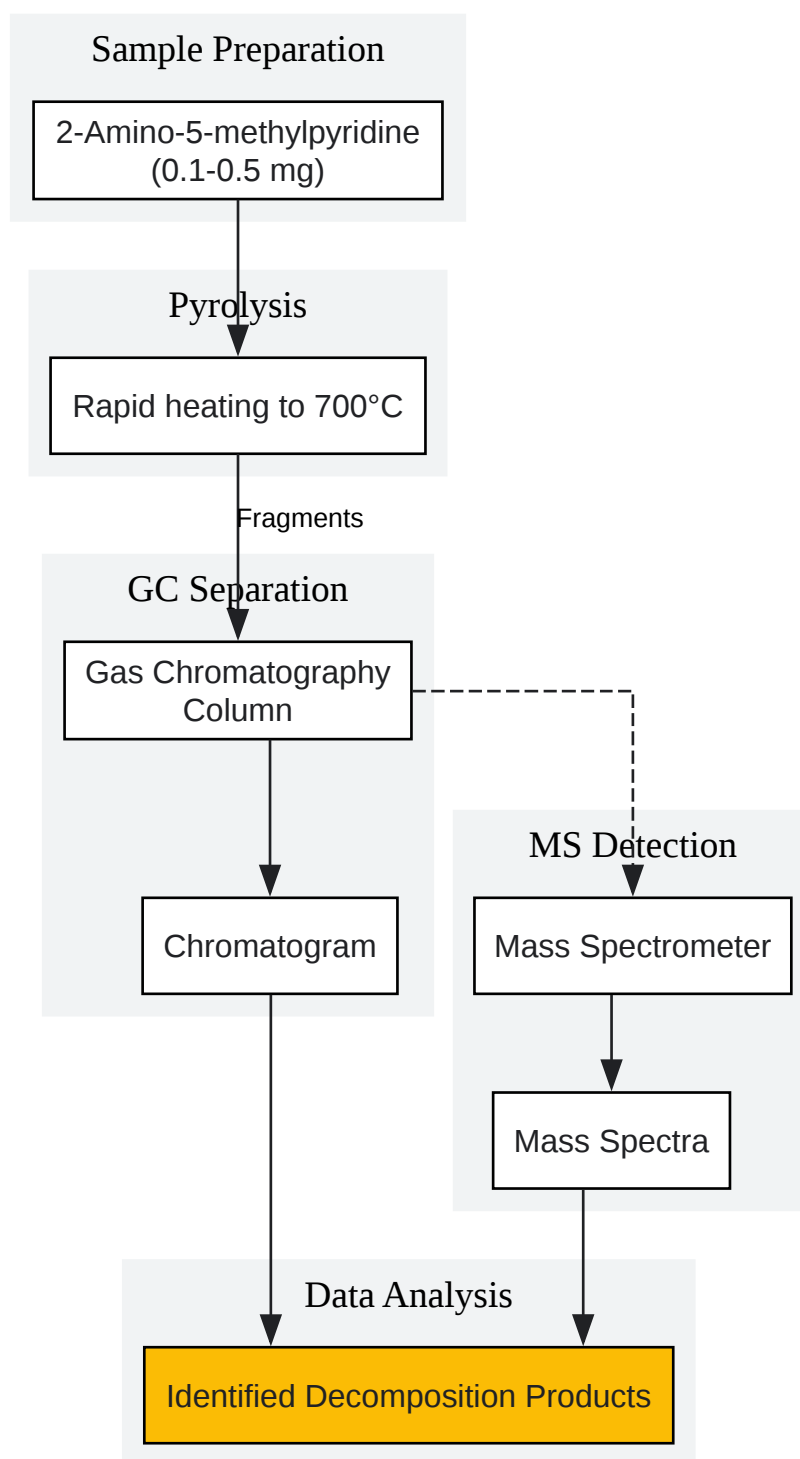 Sample Preparation
2-Amino-5-methylpyridine
(0.1-0.5 mg)
Pyrolysis
Rapid heating to 700°C
Fragments
GC Separation
Gas Chromatography
Column
MS Detection
Chromatogram
Mass Spectrometer
Mass Spectra
Data Analysis
Identified Decomposition Products